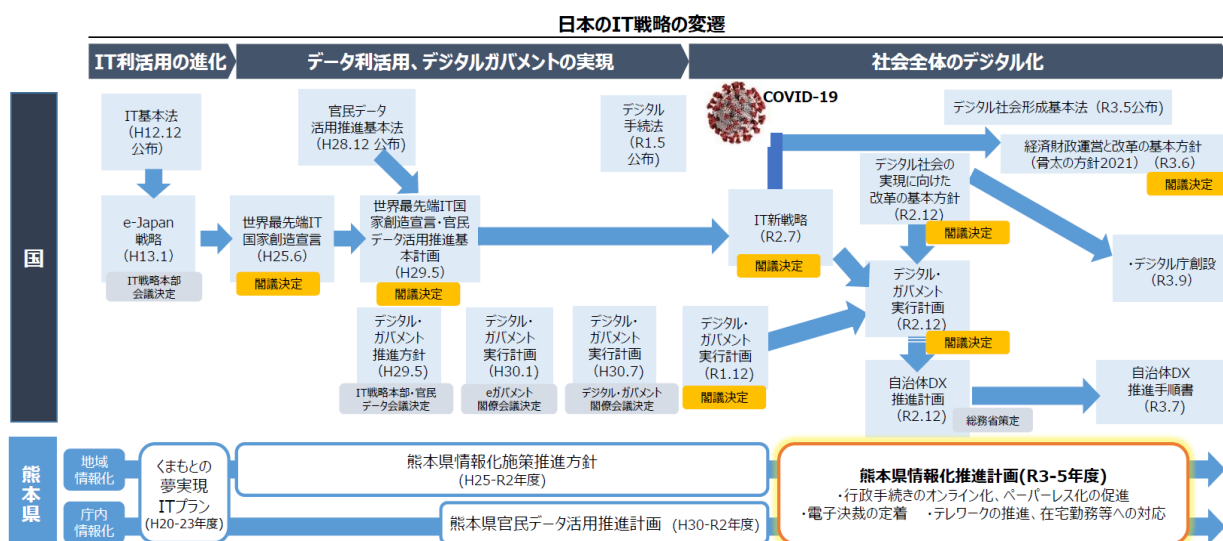 日本のIT戦略の変遷
IT利活用の進化
データ利活用、デジタルガバメントの実現
社会全体のデジタル化
国
IT基本法
(H12.12
公布)
官民データ
活用推進基本法
(H28.12 公布)
デジタル
手続法
(R1.5
公布)
COVID-19
デジタル社会形成基本法（R3.5公布）
経済財政運営と改革の基本方針
（骨太の方針2021） (R3.6)
閣議決定
デジタル社会の
実現に向けた
改革の基本方針
(R2.12)
閣議決定
e-Japan
戦略
(H13.1)
IT戦略本部
会議決定
世界最先端IT
国家創造宣言
(H25.6)
閣議決定
世界最先端IT国
家創造宣言・官民
データ活用推進基
本計画
(H29.5)
閣議決定
IT新戦略
(R2.7)
閣議決定
・デジタル庁創設
(R3.9)
デジタル・
ガバメント
実行計画
(R2.12)
閣議決定
デジタル・
ガバメント
推進方針
(H29.5)
IT戦略本部・官民
データ会議決定
デジタル・
ガバメント
実行計画
(H30.1)
eガバメント
閣僚会議決定
デジタル・
ガバメント
実行計画
(H30.7)
デジタル・ガバメント
閣僚会議決定
デジタル・
ガバメント
実行計画
(R1.12)
閣議決定
自治体DX
推進計画
(R2.12)
総務省策定
自治体DX
推進手順書
(R3.7)
熊本県
地域
情報化
庁内
情報化
くまもとの
夢実現
ITプラン
(H20-23年度)
熊本県情報化施策推進方針
(H25-R2年度)
熊本県官民データ活用推進計画 (H30-R2年度)
熊本県情報化推進計画(R3-5年度)
・行政手続きのオンライン化、ペーパーレス化の促進
・電子決裁の定着 ・テレワークの推進、在宅勤務等への対応